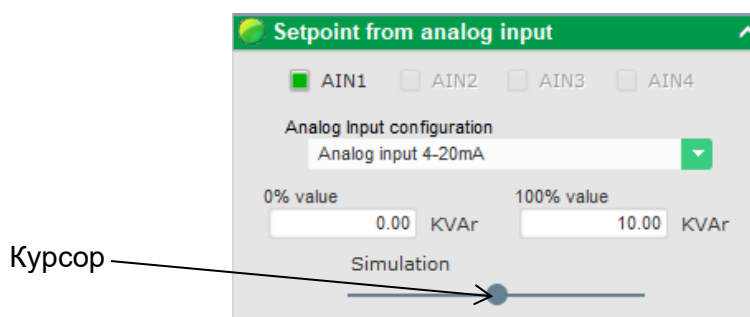 Setpoint from analog input
AIN1 AIN2 AIN3 AIN4
Analog Input configuration
Analog input 4-20mA
0% value 100% value
0.00 KVAr 10.00 KVAr
Курсор
Simulation